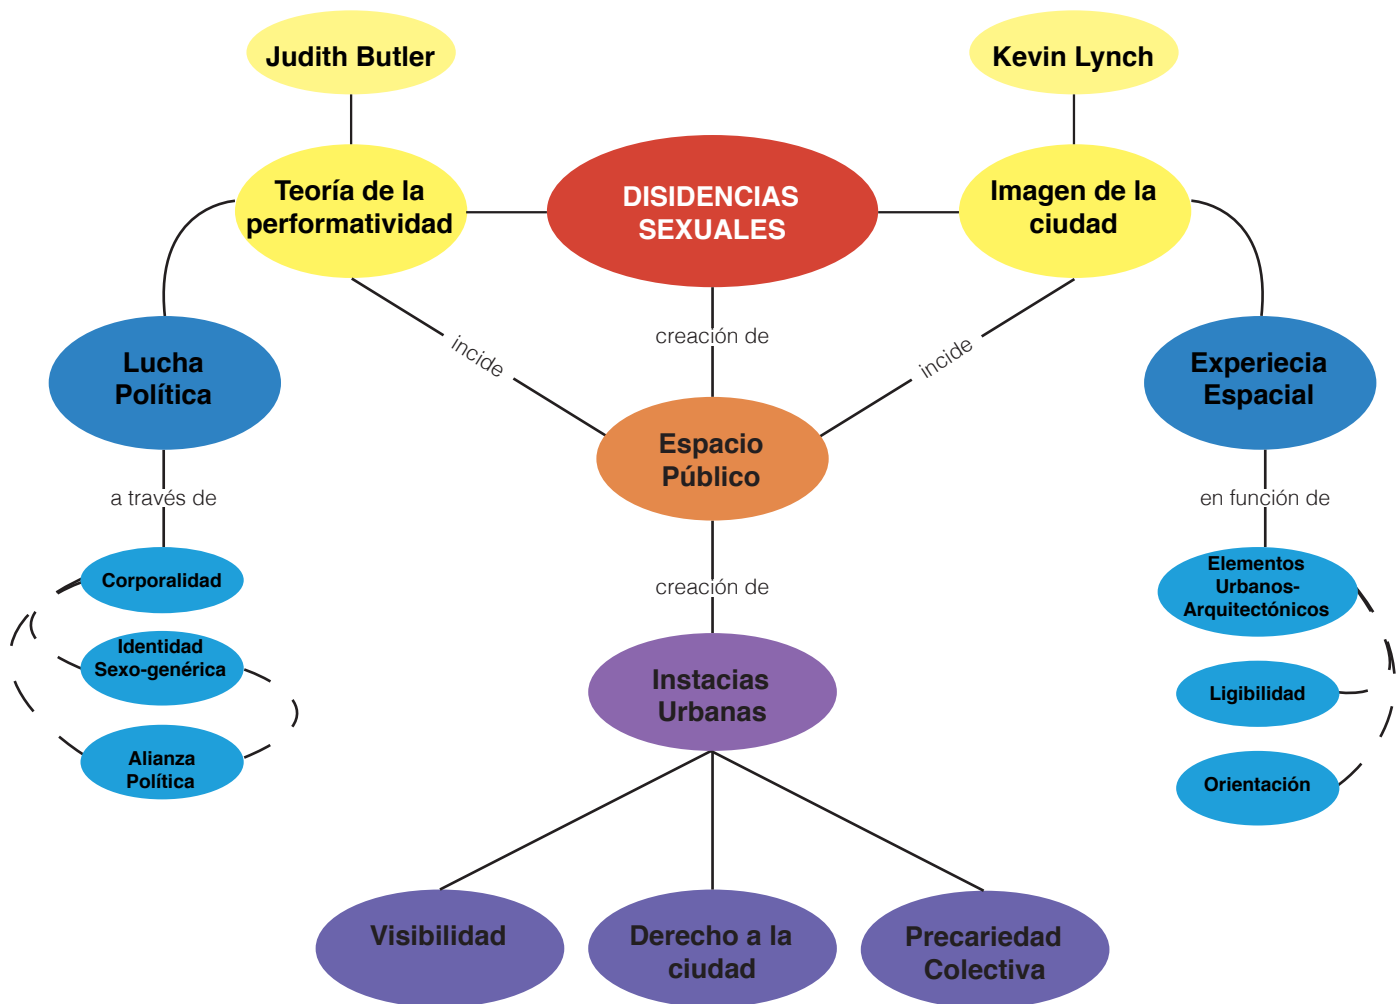 Judith Butler
Kevin Lynch
Teoría de la
performatividad
DISIDENCIAS
SEXUALES
Imagen de la
ciudad
incide
creación de
incide
Lucha
Política
Experiecia
Espacial
Espacio
Público
a través de
en función de
Corporalidad
Identidad
Sexo-genérica
Alianza
Política
creación de
Elementos
Urbanos-
Arquitectónicos
Ligibilidad
Orientación
Instacias
Urbanas
Visibilidad
Derecho a la
ciudad
Precariedad
Colectiva